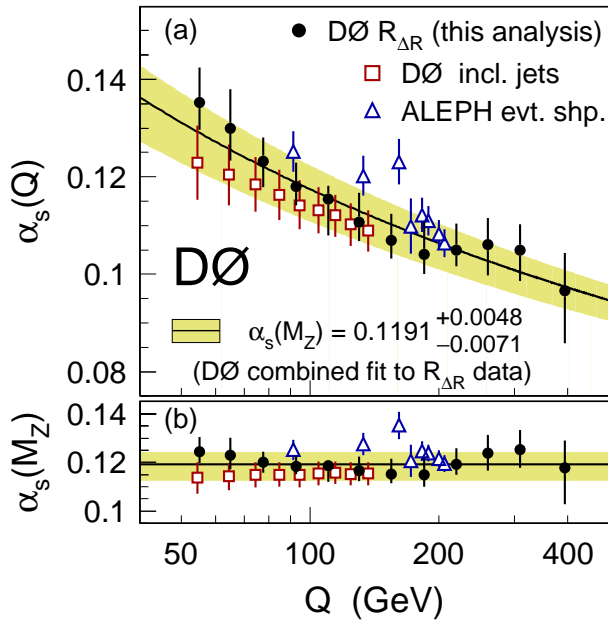 (a)
DØ R_ΔR (this analysis)
DØ incl. jets
ALEPH evt. shp.
α_s(Q)
0.14
0.12
0.1
0.08
DØ
α_s(M_Z) = 0.1191 +0.0048 −0.0071
(DØ combined fit to R_ΔR data)
(b)
α_s(M_Z)
0.14
0.12
0.1
50 100 200 400
Q (GeV)